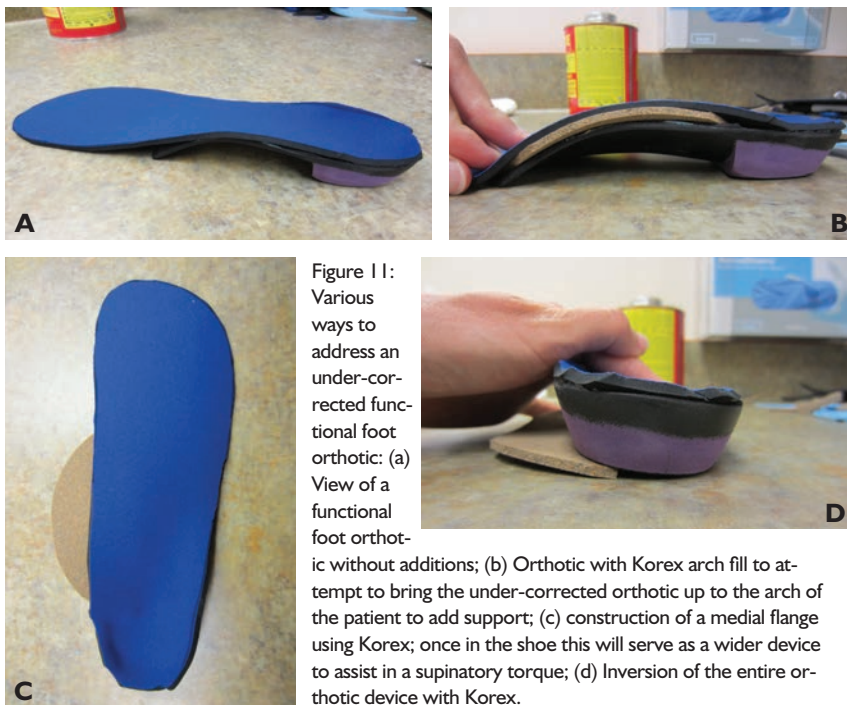 A
B
C
D
Figure 11:
Various
ways to
address an
under-cor-
rected func-
tional foot
orthotic: (a)
View of a
functional
foot orthot-
ic without additions; (b) Orthotic with Korex arch fill to at-
tempt to bring the under-corrected orthotic up to the arch of
the patient to add support; (c) construction of a medial flange
using Korex; once in the shoe this will serve as a wider device
to assist in a supinatory torque; (d) Inversion of the entire or-
thotic device with Korex.